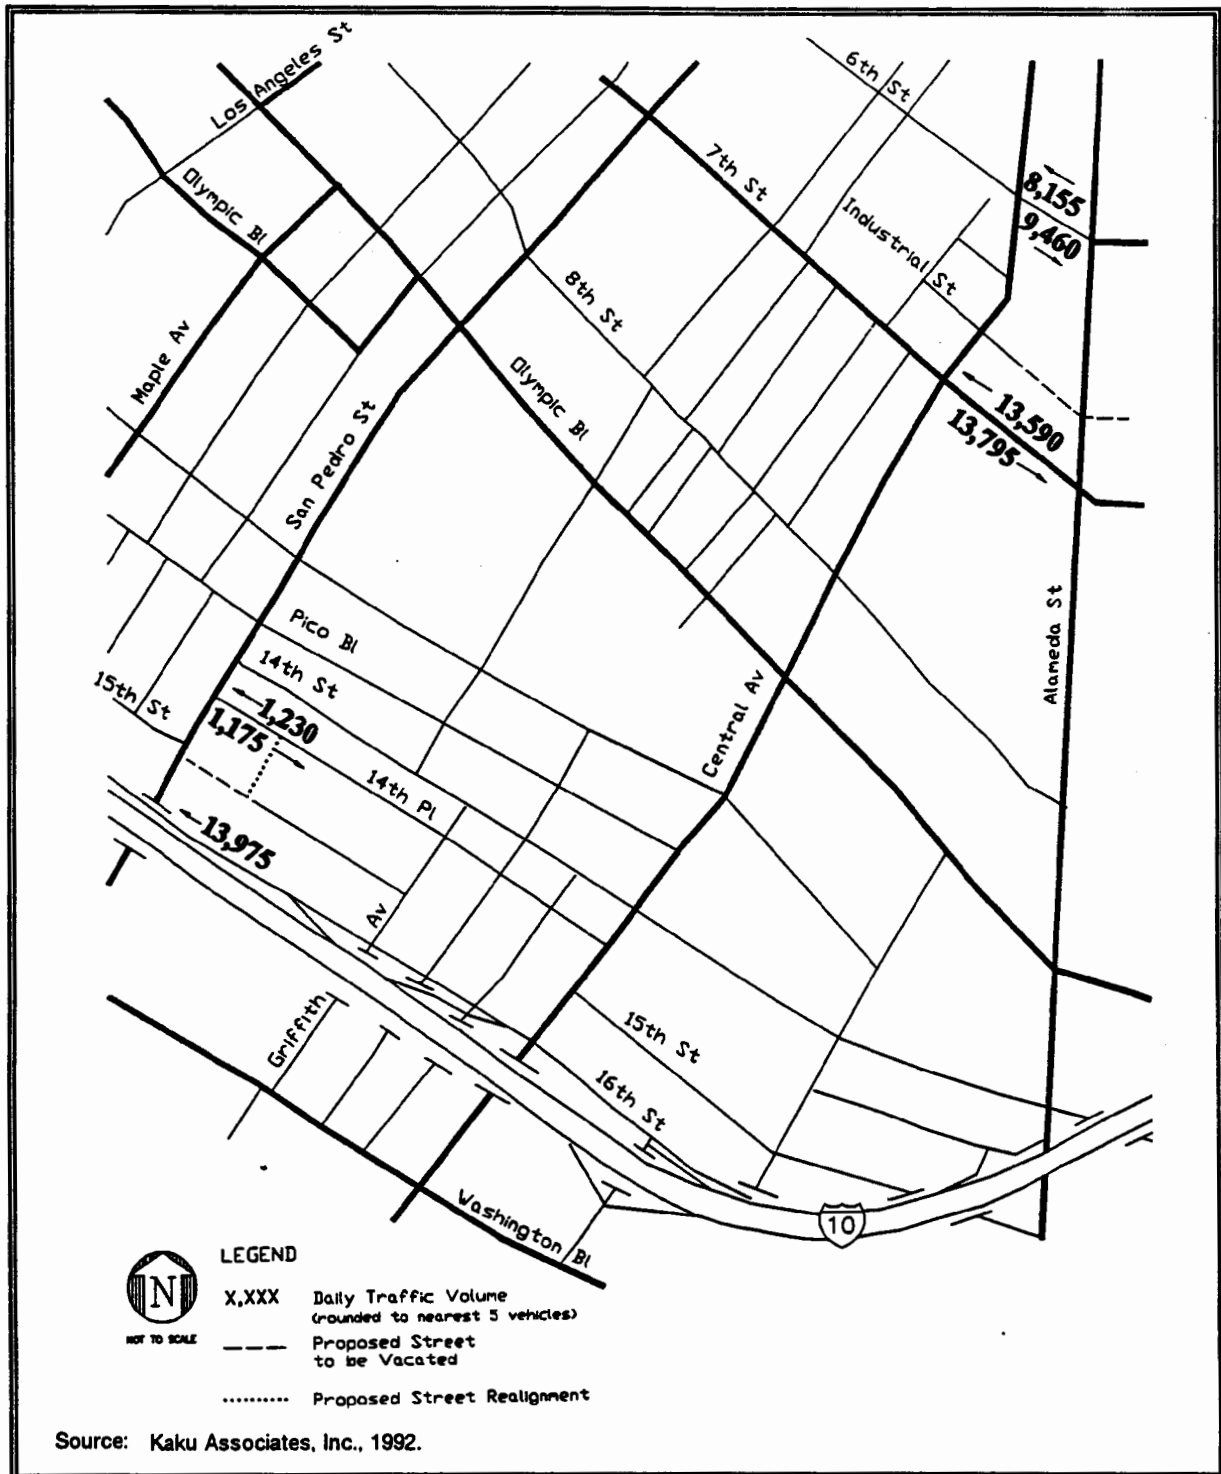 Los Angeles St
6th St
7th St
8,155
9,460
Olympic Bl
Industrial St
8th St
Maple Av
Olympic Bl
13,590
13,795
San Pedro St
Pico Bl
14th St
15th St
Alameda St
Central Av
1,230
1,175
14th Pl
13,975
Av
Griffith
15th St
16th St
Washington Bl
10
LEGEND
N
NOT TO SCALE
X,XXX Daily Traffic Volume
(rounded to nearest 5 vehicles)
Proposed Street
to be Vacated
Proposed Street Realignment
Source: Kaku Associates, Inc., 1992.